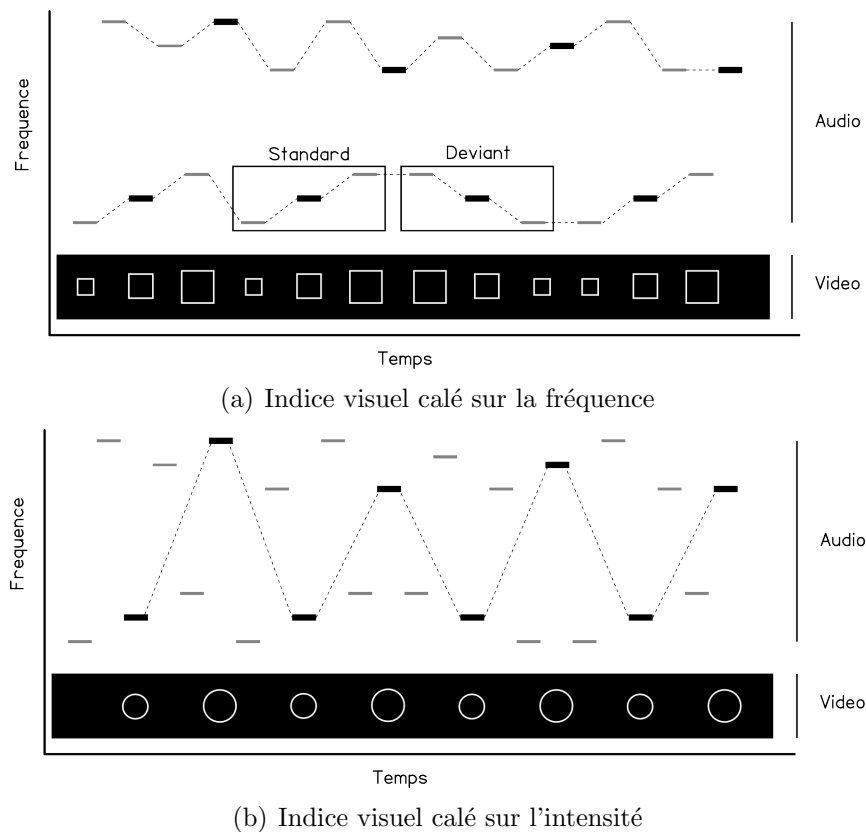 Frequence
Audio
Standard
Deviant
Video
Temps
(a) Indice visuel calé sur la fréquence
Frequence
Audio
Video
Temps
(b) Indice visuel calé sur l'intensité